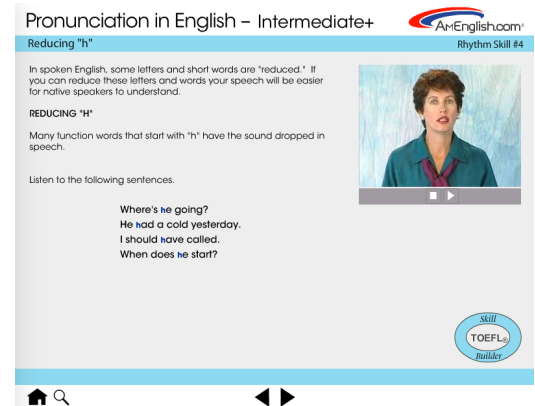 Pronunciation in English – Intermediate+
AMENGLISH.com®
Reducing "h"
Rhythm Skill #4
In spoken English, some letters and short words are "reduced." If
you can reduce these letters and words your speech will be easier
for native speakers to understand.
REDUCING "H"
Many function words that start with "h" have the sound dropped in
speech.
Listen to the following sentences.
Where's he going?
He had a cold yesterday.
I should have called.
When does he start?
Skill
TOEFL®
Builder